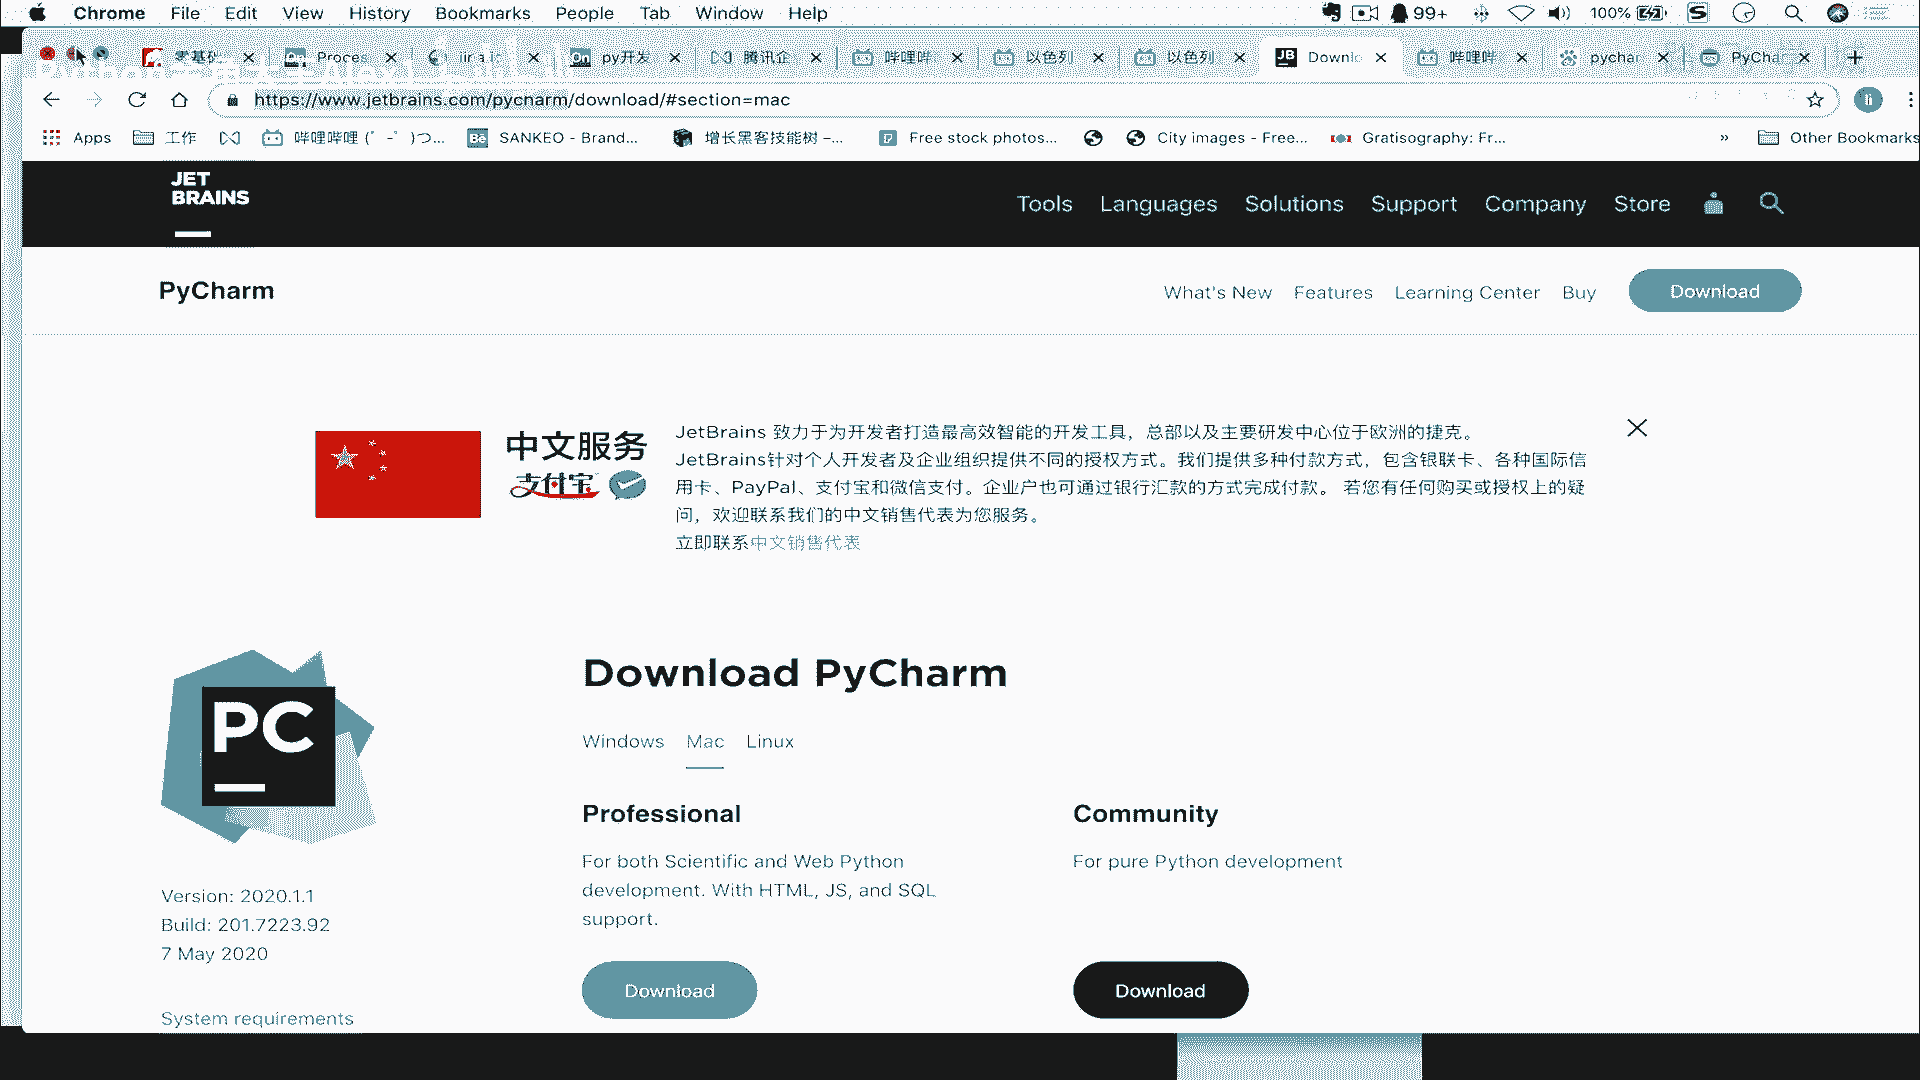 Chrome File Edit View History Bookmarks People Tab Window Help 99+ 100%
零基础 Proces py开发 腾讯企 哔哩哔 以色列 以色列 Downlo 哔哩哔 pychar PyChar
https://www.jetbrains.com/pycharm/download/#section=mac
Apps 工作 哔哩哔哩 (゜-゜)つ... SANKEO - Brand... 增长黑客技能树 –... Free stock photos... City images - Free... Gratisography: Fr... » Other Bookmarks
JET
BRAINS
Tools Languages Solutions Support Company Store
PyCharm
What's New Features Learning Center Buy Download
中文服务
支付宝
JetBrains 致力于为开发者打造最高效智能的开发工具，总部以及主要研发中心位于欧洲的捷克。
JetBrains针对个人开发者及企业组织提供不同的授权方式。我们提供多种付款方式，包含银联卡、各种国际信
用卡、PayPal、支付宝和微信支付。企业户也可通过银行汇款的方式完成付款。 若您有任何购买或授权上的疑
问，欢迎联系我们的中文销售代表为您服务。
立即联系中文销售代表
PC
Version: 2020.1.1
Build: 201.7223.92
7 May 2020
System requirements
Download PyCharm
Windows Mac Linux
Professional
For both Scientific and Web Python
development. With HTML, JS, and SQL
support.
Download
Community
For pure Python development
Download